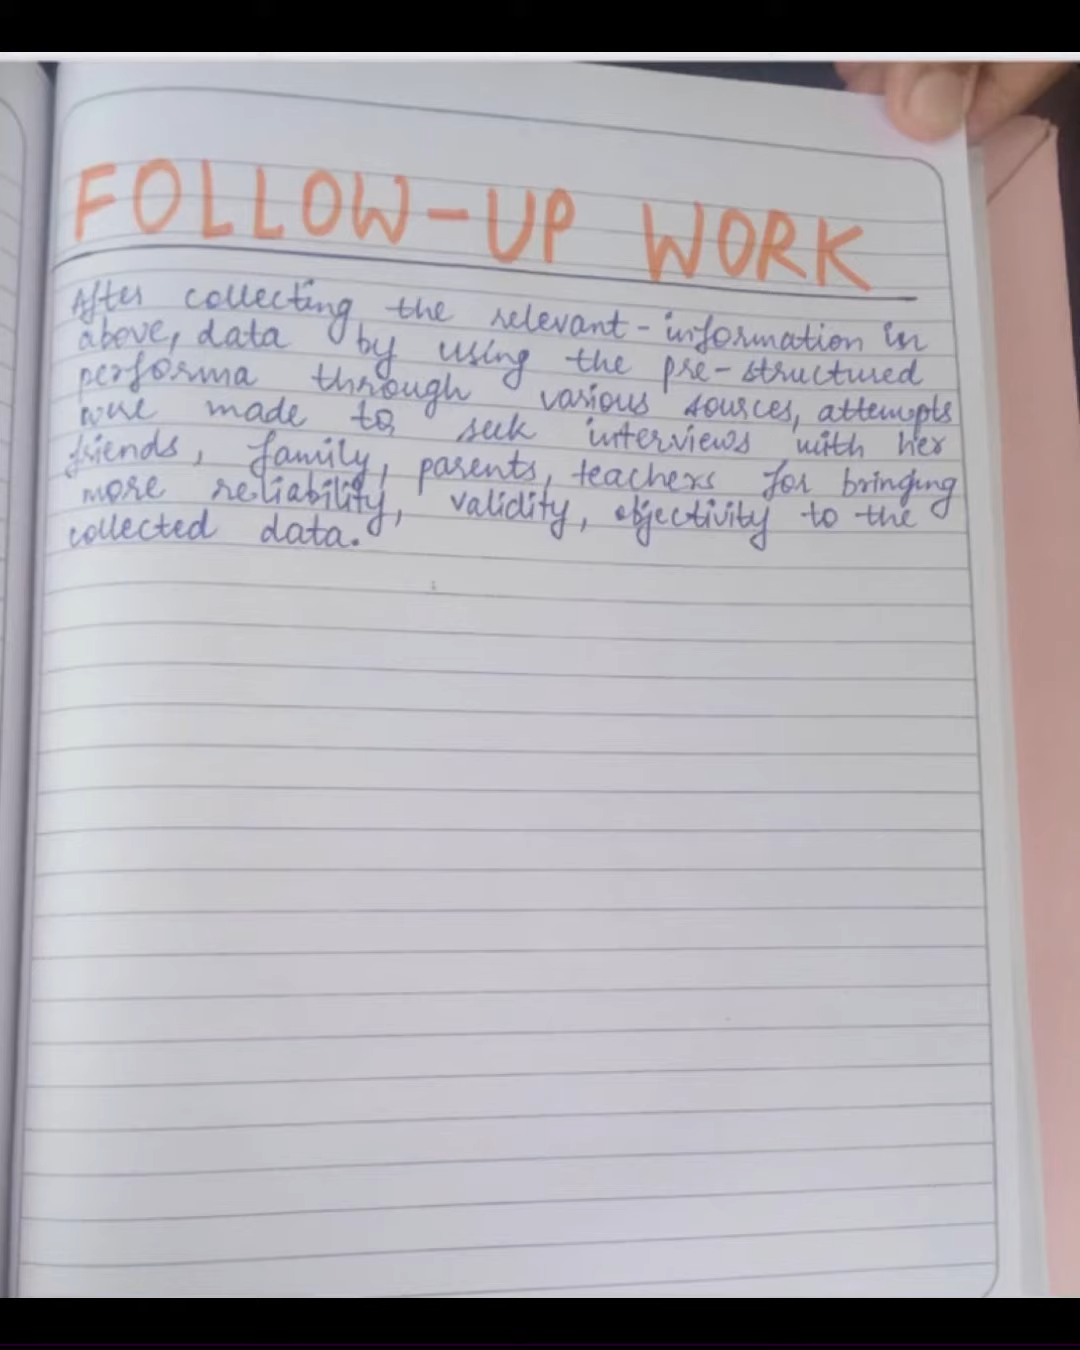 FOLLOW-UP WORK
After collecting the relevant-information in
above, data by using the pre-structured
performa through various sources, attempts
were made to seek interviews with her
friends, family, parents, teachers for bringing
more reliability, validity, objectivity to the
collected data.